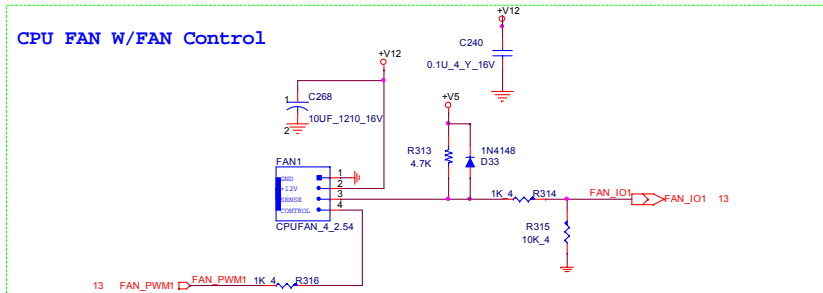 +V12
CPU FAN W/FAN Control
C240
0.1U_4_Y_16V
+V12
1
C268
10UF_1210_16V
2
+V5
R313
4.7K
1N4148
D33
FAN1
GND
+12V
SENSE
CONTROL
1
2
3
4
CPUFAN_4_2.54
1K_4
R314
FAN_IO1
FAN_IO1
13
R315
10K_4
13
FAN_PWM1
FAN_PWM1
1K_4
R316